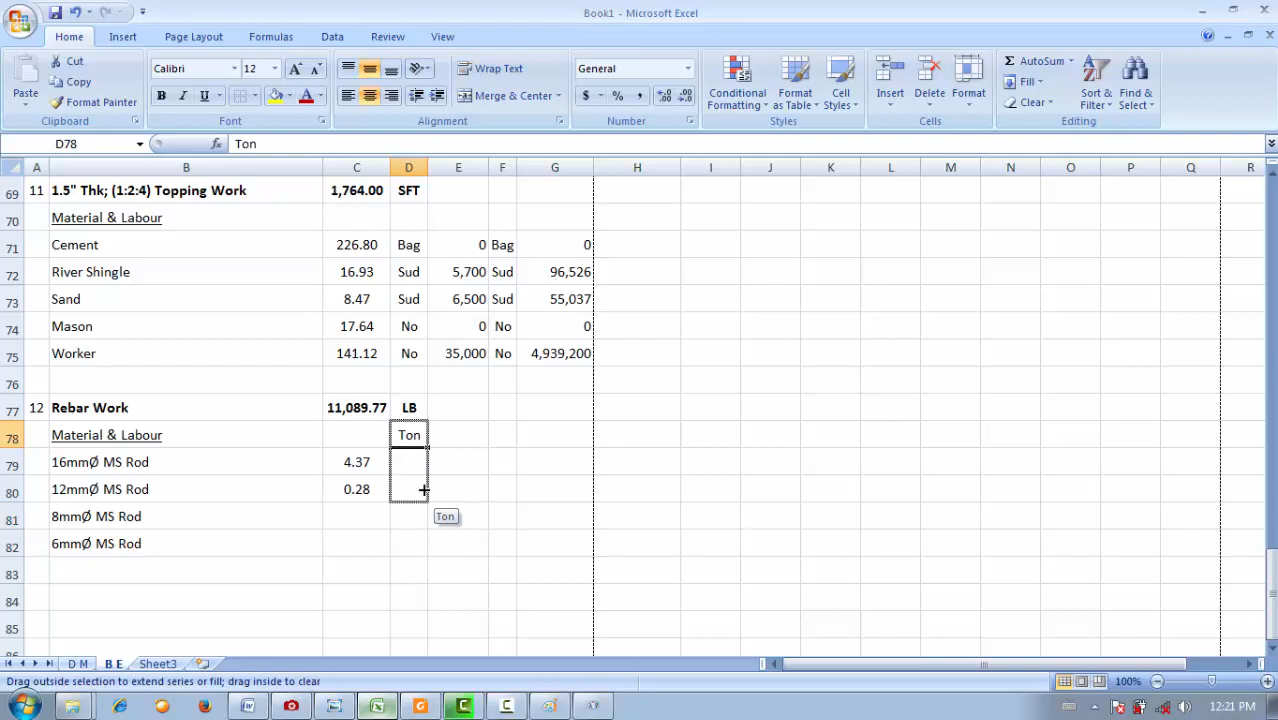 Book1 - Microsoft Excel
Home Insert Page Layout Formulas Data Review View
Paste
Cut
Copy
Format Painter
Clipboard
Calibri 12
B I U
Font
Wrap Text
Merge & Center
Alignment
General
$ % ,
Number
Conditional Formatting
Format as Table
Cell Styles
Styles
Insert Delete Format
Cells
AutoSum
Fill
Clear
Sort & Filter
Find & Select
Editing
D78 fx Ton
A B C D E F G H I J K L M N O P Q R
69 11 1.5" Thk; (1:2:4) Topping Work 1,764.00 SFT
70 Material & Labour
71 Cement 226.80 Bag 0 Bag 0
72 River Shingle 16.93 Sud 5,700 Sud 96,526
73 Sand 8.47 Sud 6,500 Sud 55,037
74 Mason 17.64 No 0 No 0
75 Worker 141.12 No 35,000 No 4,939,200
76
77 12 Rebar Work 11,089.77 LB
78 Material & Labour Ton
79 16mmØ MS Rod 4.37
80 12mmØ MS Rod 0.28
81 8mmØ MS Rod
Ton
82 6mmØ MS Rod
83
84
85
86
D M B E Sheet3
Drag outside selection to extend series or fill; drag inside to clear
100%
12:21 PM